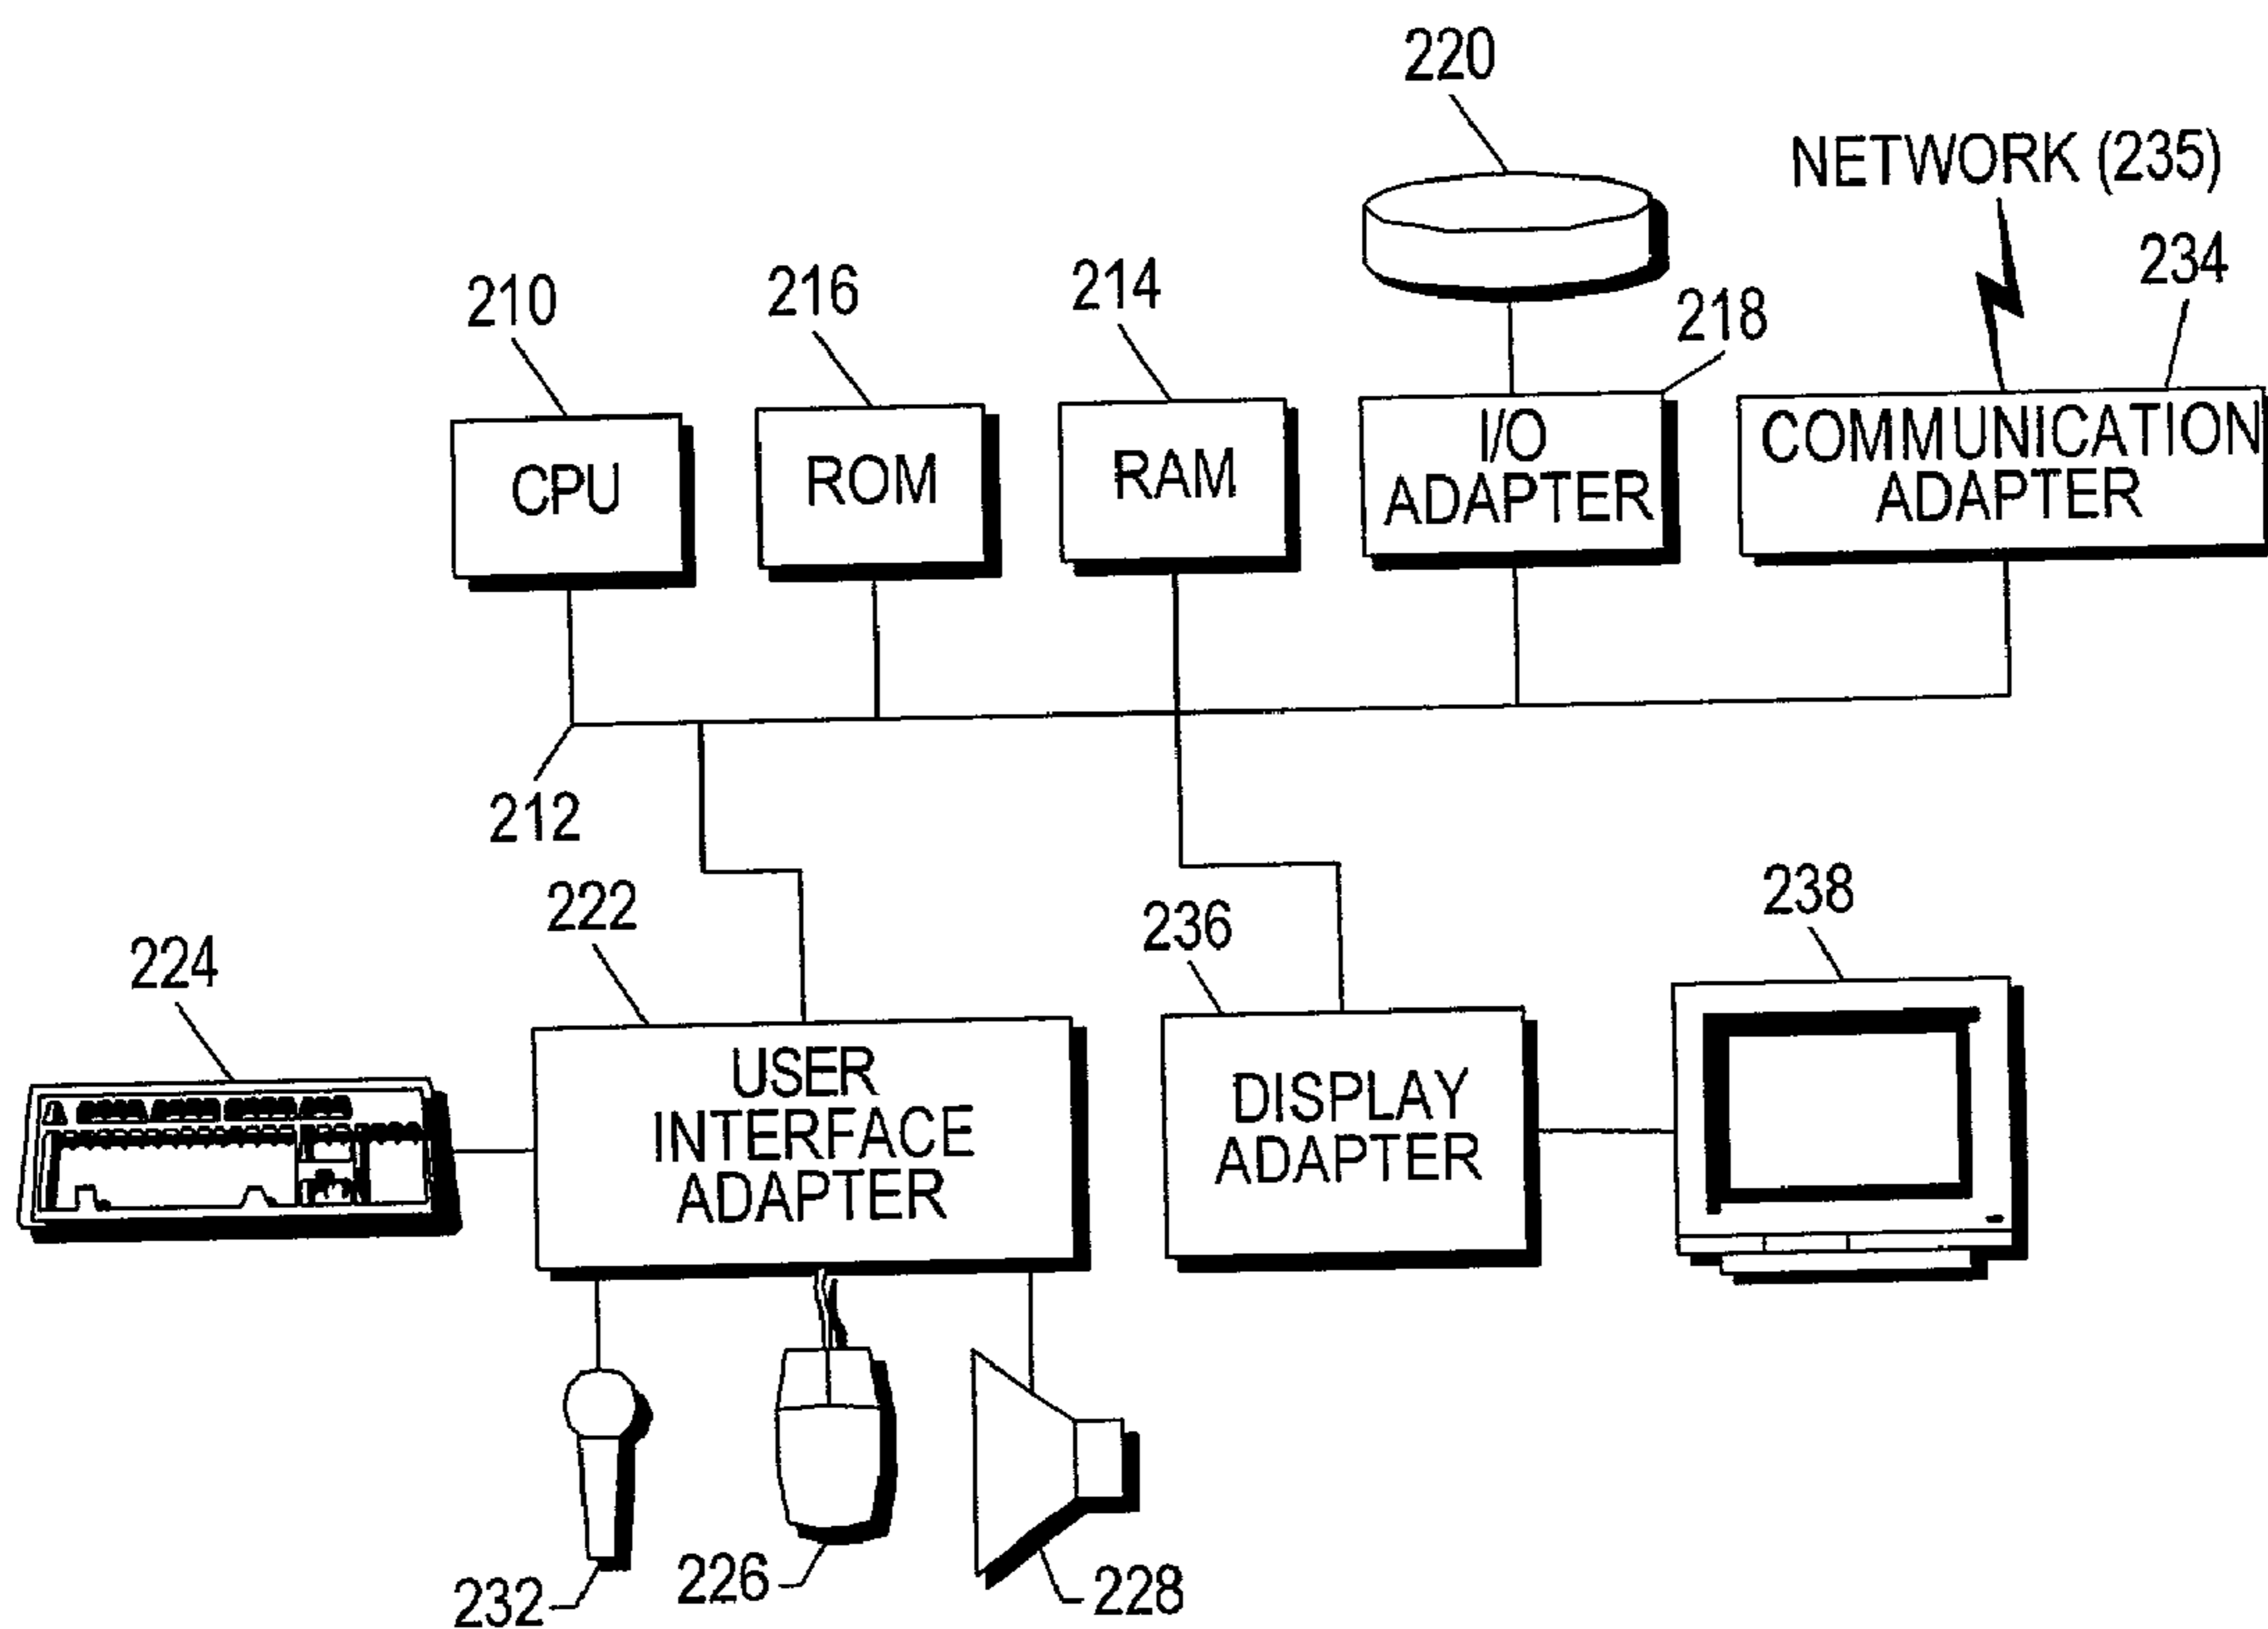 220
NETWORK (235)
234
210
216
214
218
CPU
ROM
RAM
I/O
ADAPTER
COMMUNICATION
ADAPTER
212
222
236
238
224
USER
INTERFACE
ADAPTER
DISPLAY
ADAPTER
232
226
228